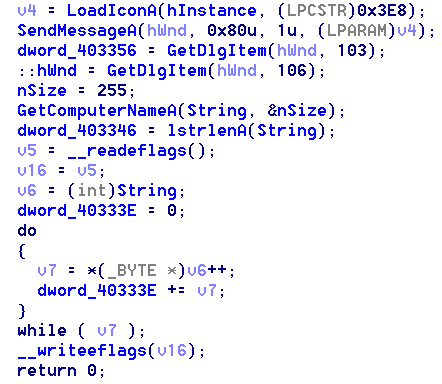 v4 = LoadIconA(hInstance, (LPCSTR)0x3E8);
SendMessageA(hWnd, 0x80u, 1u, (LPARAM)v4);
dword_403356 = GetDlgItem(hWnd, 103);
::hWnd = GetDlgItem(hWnd, 106);
nSize = 255;
GetComputerNameA(String, &nSize);
dword_403346 = lstrlenA(String);
v5 = __readeflags();
v16 = v5;
v6 = (int)String;
dword_40333E = 0;
do
{
v7 = *(_BYTE *)v6++;
dword_40333E += v7;
}
while ( v7 );
__writeeflags(v16);
return 0;